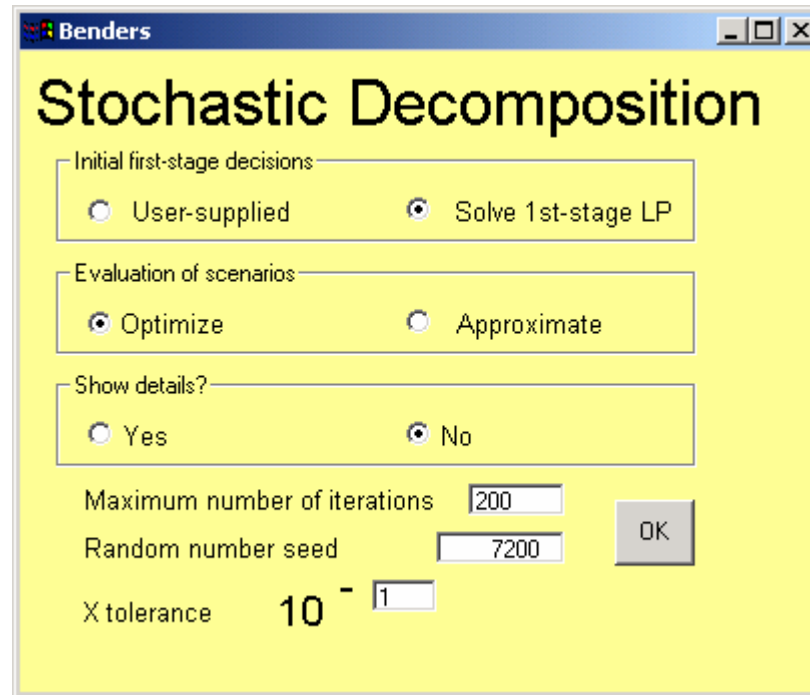 Benders
Stochastic Decomposition
Initial first-stage decisions
User-supplied Solve 1st-stage LP
Evaluation of scenarios
Optimize Approximate
Show details?
Yes No
Maximum number of iterations 200
Random number seed 7200
OK
X tolerance 10 - 1